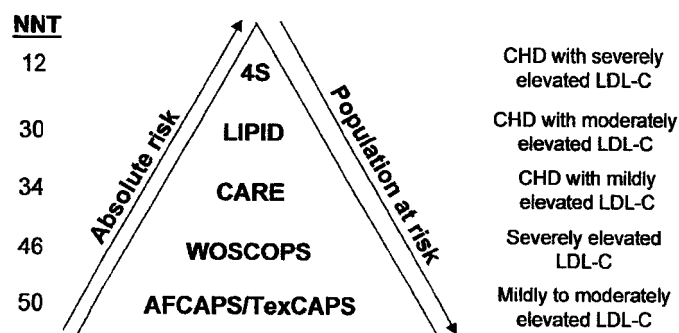 NNT
12
4S
CHD with severely
elevated LDL-C
30
LIPID
CHD with moderately
elevated LDL-C
34
CARE
CHD with mildly
elevated LDL-C
46
WOSCOPS
Severely elevated
LDL-C
50
AFCAPS/TexCAPS
Mildly to moderately
elevated LDL-C
Absolute risk
Population at risk